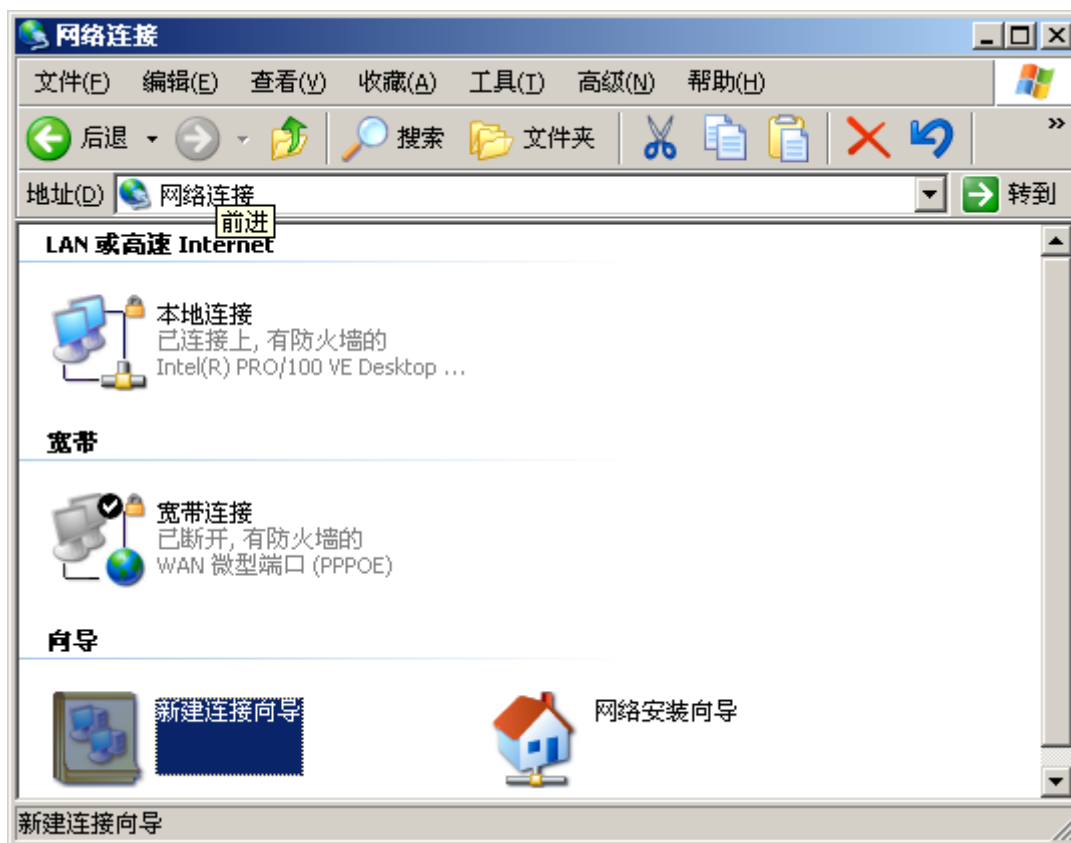 网络连接
文件(F) 编辑(E) 查看(V) 收藏(A) 工具(T) 高级(N) 帮助(H)
后退 搜索 文件夹 »
地址(D) 网络连接 转到
前进
LAN 或高速 Internet
本地连接
已连接上, 有防火墙的
Intel(R) PRO/100 VE Desktop ...
宽带
宽带连接
已断开, 有防火墙的
WAN 微型端口 (PPPOE)
向导
新建连接向导 网络安装向导
新建连接向导